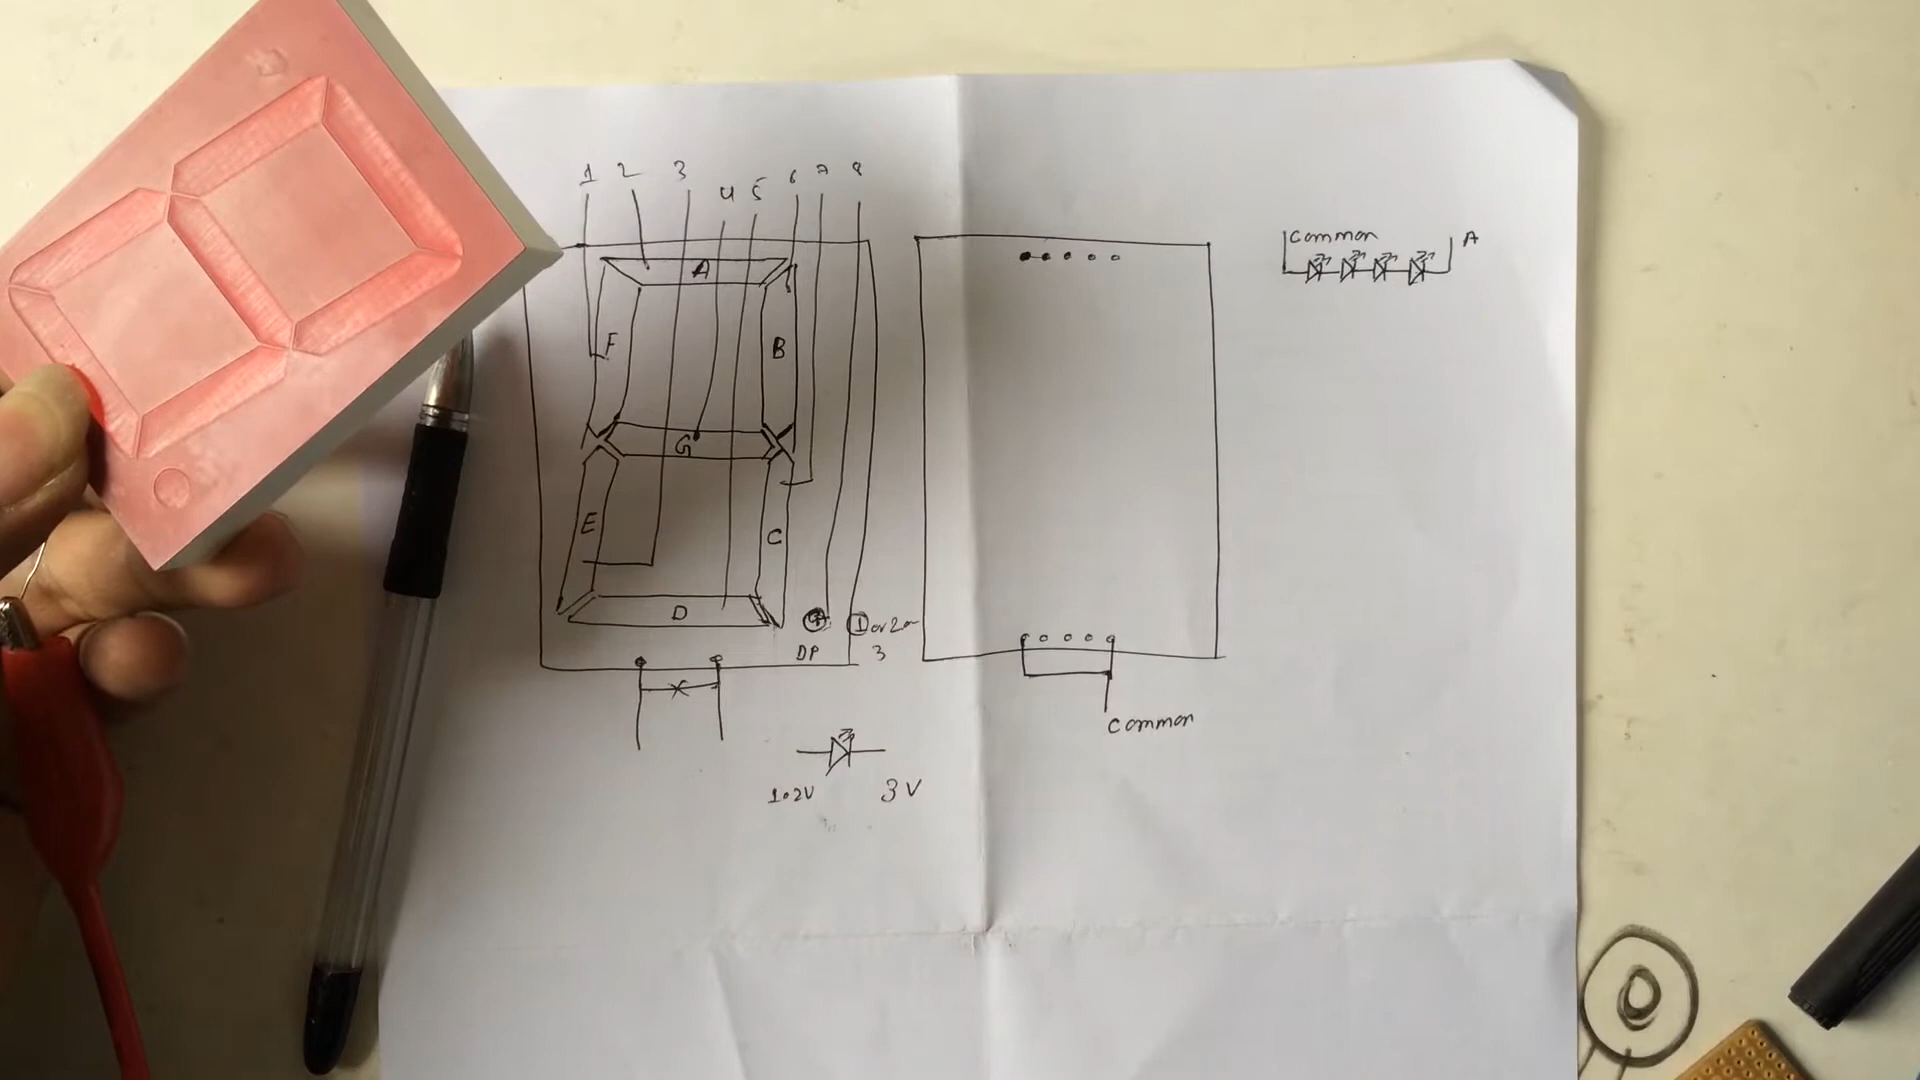 1 2 3 4 5 6 7 8
A
F B
G
E C
D
DP
1 or 2 or
3
1.2V 3V
Common
Common A